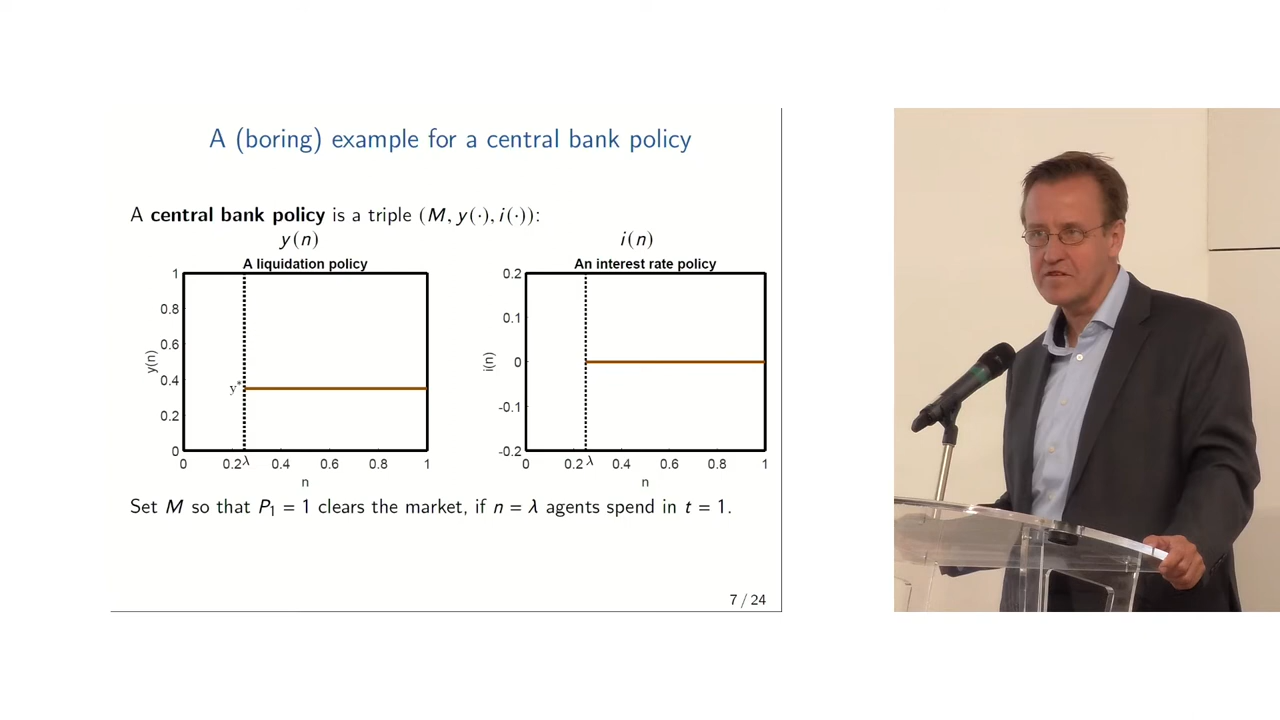 A (boring) example for a central bank policy
A central bank policy is a triple (M, y(·), i(·)):
y(n)
i(n)
A liquidation policy
An interest rate policy
1
0.8
0.6
0.4
0.2
0
y(n)
y*
0
0.2
λ
0.4
0.6
0.8
1
n
0.2
0.1
0
-0.1
-0.2
i(n)
0
0.2
λ
0.4
0.6
0.8
1
n
Set M so that P₁ = 1 clears the market, if n = λ agents spend in t = 1.
7 / 24